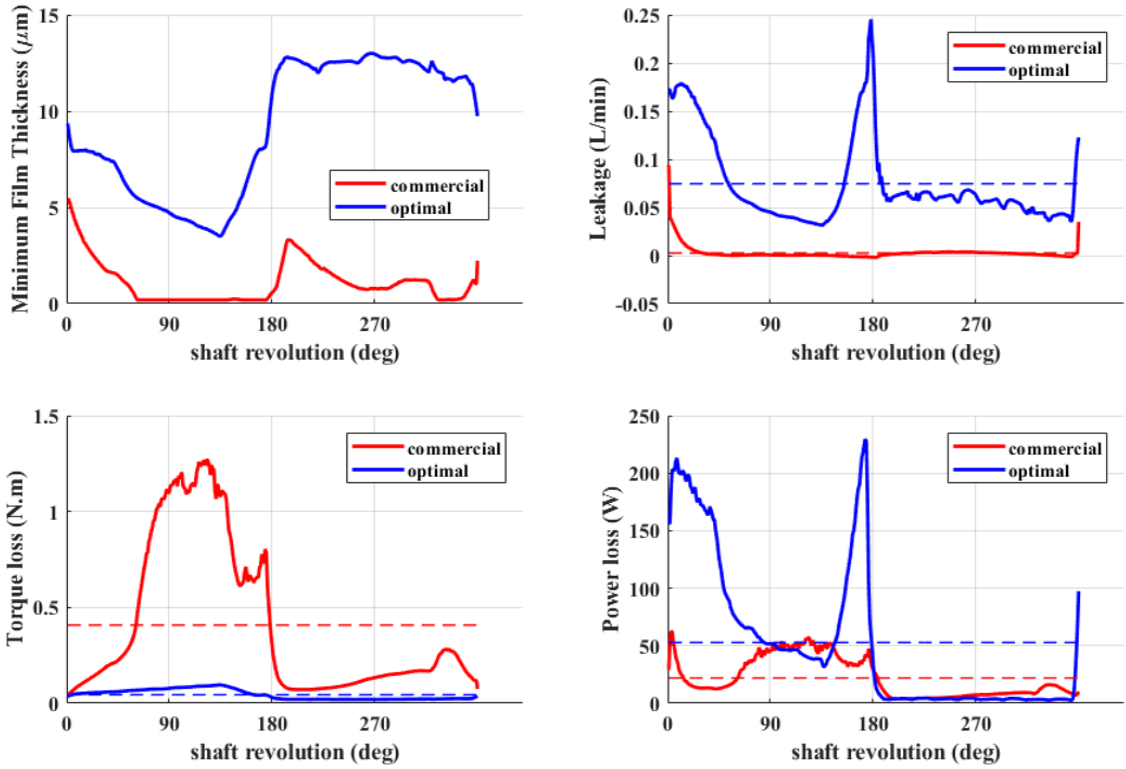 Minimum Film Thickness (μm)
15
10
5
0
0
90
180
270
shaft revolution (deg)
commercial
optimal
Leakage (L/min)
0.25
0.2
0.15
0.1
0.05
0
-0.05
0
90
180
270
shaft revolution (deg)
commercial
optimal
Torque loss (N.m)
1.5
1
0.5
0
0
90
180
270
shaft revolution (deg)
commercial
optimal
Power loss (W)
250
200
150
100
50
0
0
90
180
270
shaft revolution (deg)
commercial
optimal